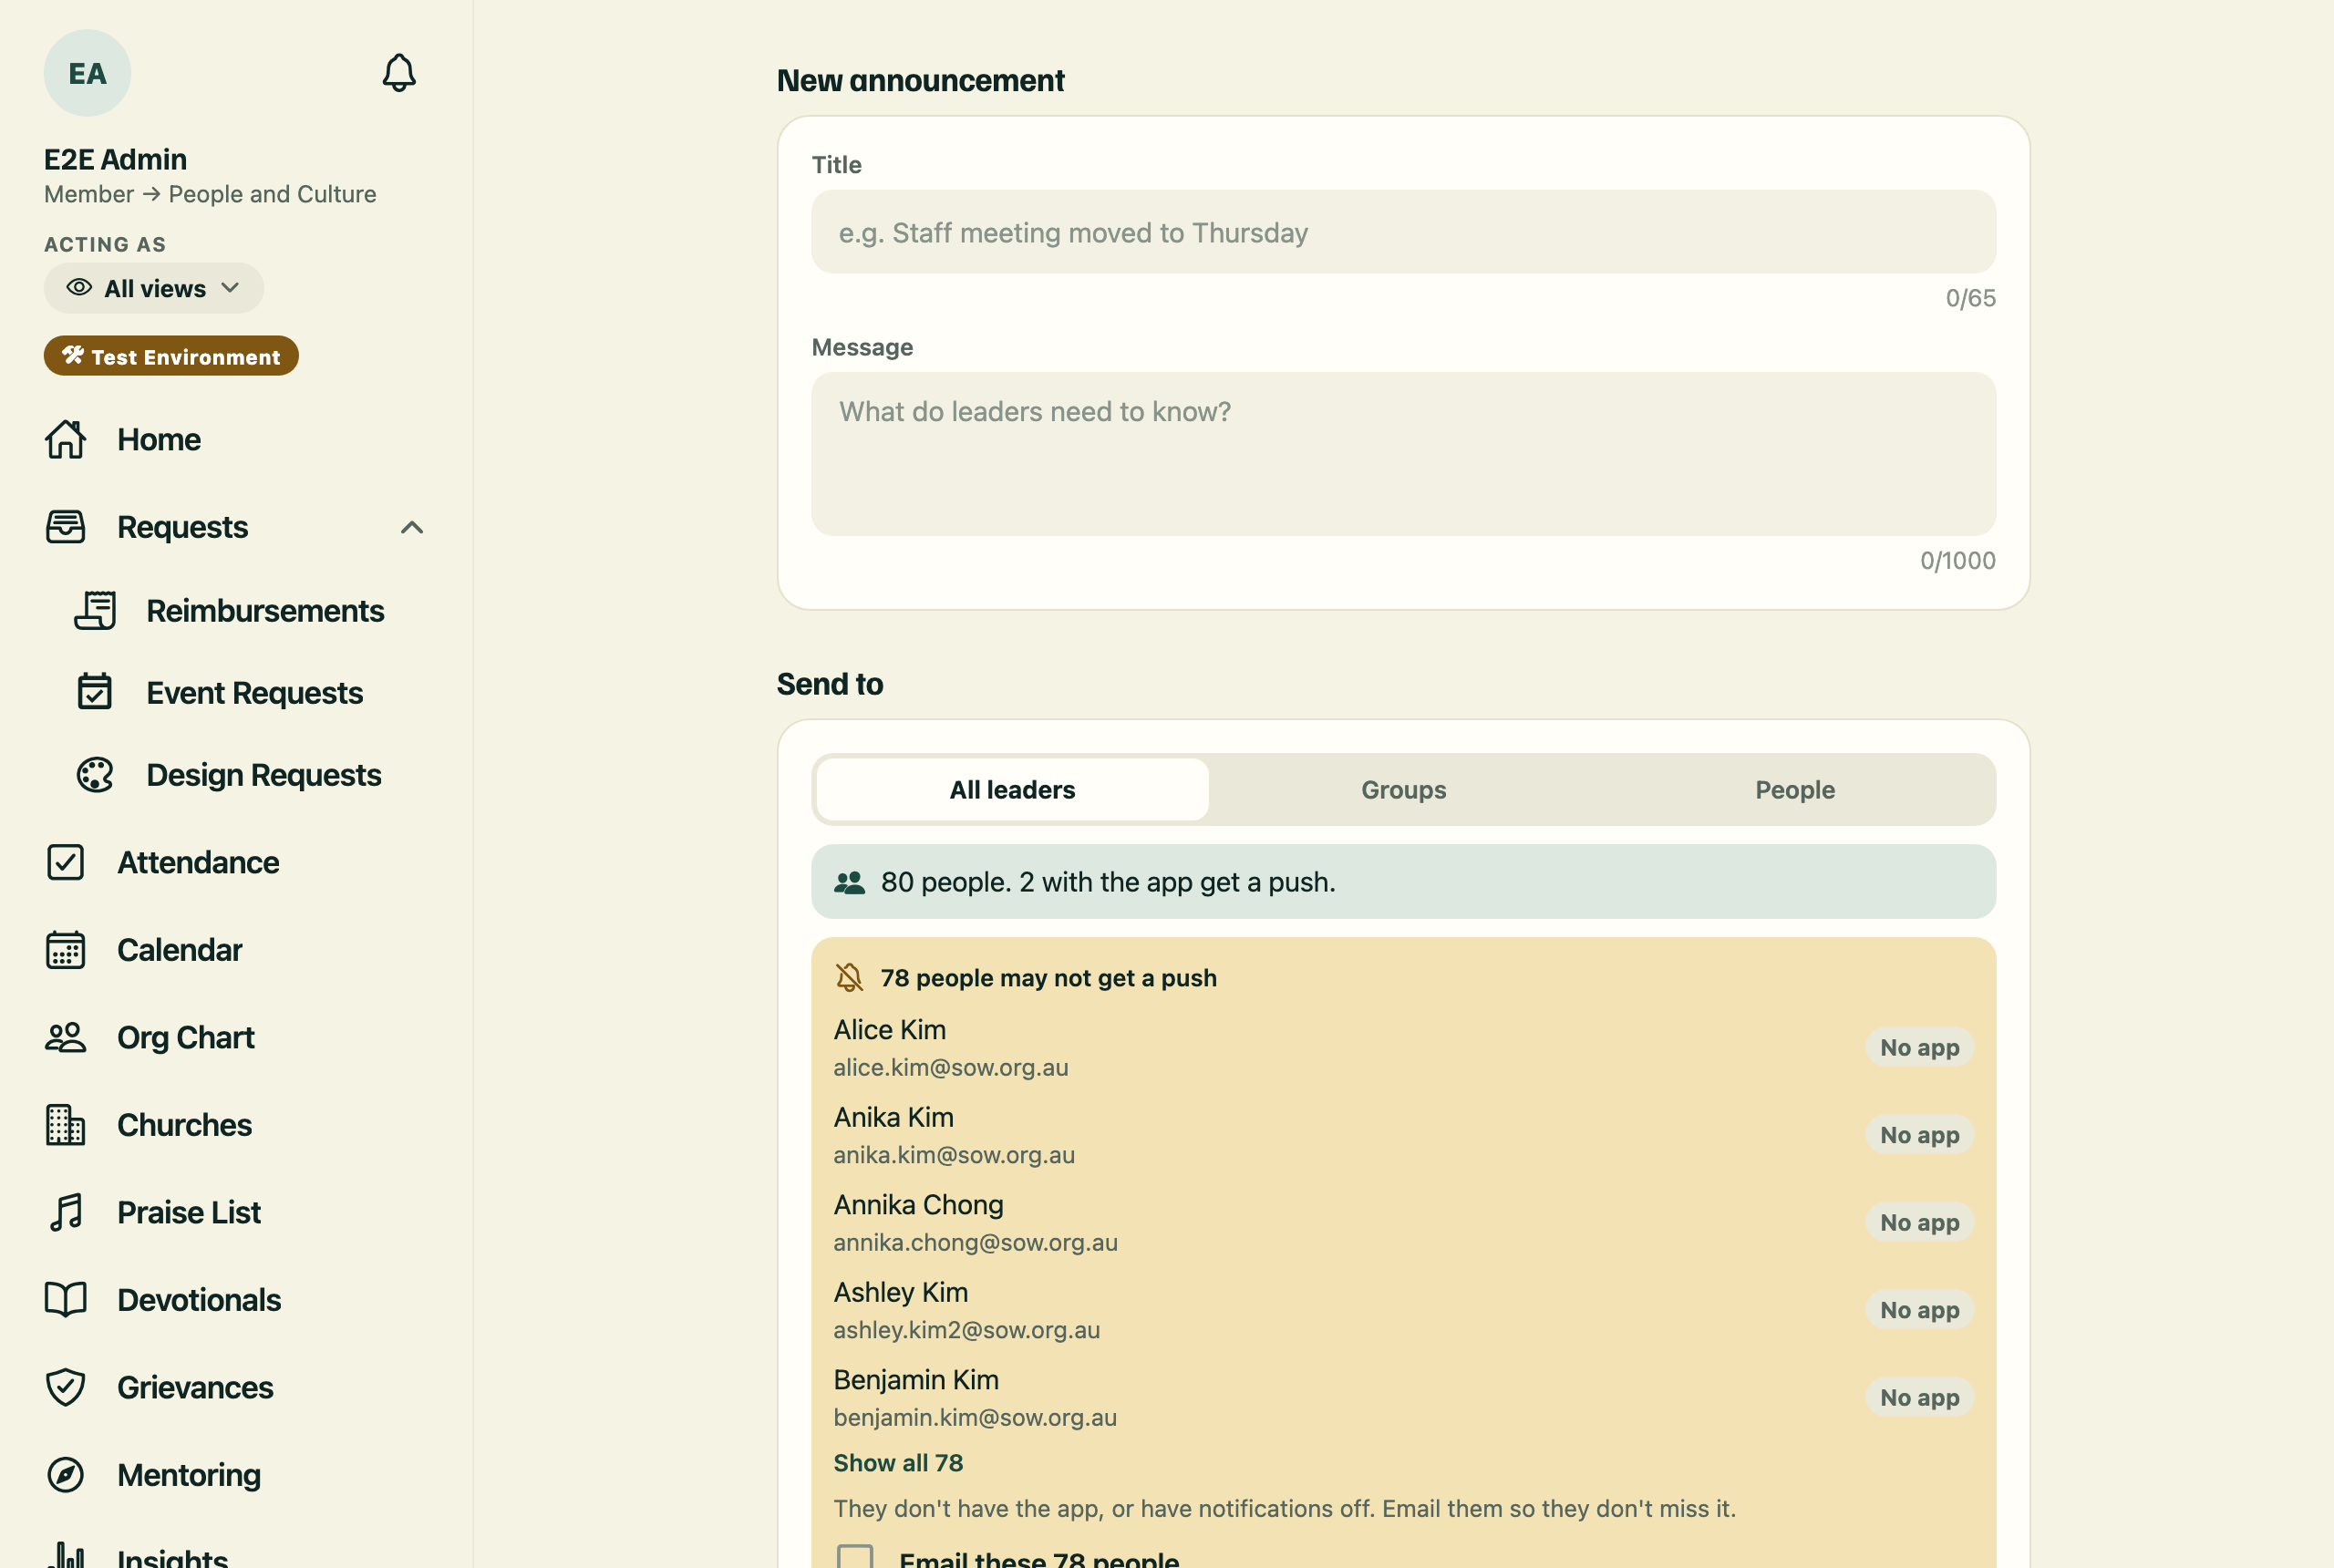 EA
E2E Admin
Member → People and Culture
ACTING AS
All views
🛠 Test Environment
Home
Requests
Reimbursements
Event Requests
Design Requests
Attendance
Calendar
Org Chart
Churches
Praise List
Devotionals
Grievances
Mentoring
Insights
New announcement
Title
e.g. Staff meeting moved to Thursday
0/65
Message
What do leaders need to know?
0/1000
Send to
All leaders
Groups
People
80 people. 2 with the app get a push.
78 people may not get a push
Alice Kim
alice.kim@sow.org.au
No app
Anika Kim
anika.kim@sow.org.au
No app
Annika Chong
annika.chong@sow.org.au
No app
Ashley Kim
ashley.kim2@sow.org.au
No app
Benjamin Kim
benjamin.kim@sow.org.au
No app
Show all 78
They don't have the app, or have notifications off. Email them so they don't miss it.
Email these 78 people